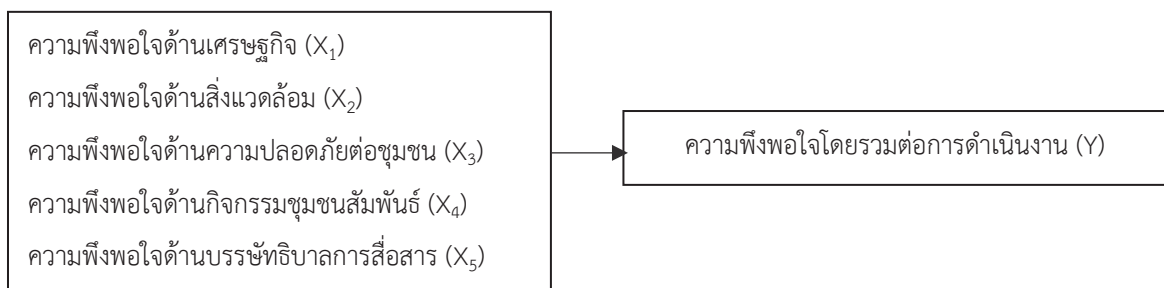 ความพึงพอใจด้านเศรษฐกิจ (X₁)
ความพึงพอใจด้านสิ่งแวดล้อม (X₂)
ความพึงพอใจด้านความปลอดภัยต่อชุมชน (X₃)
ความพึงพอใจด้านกิจกรรมชุมชนสัมพันธ์ (X₄)
ความพึงพอใจด้านบรรษัทธิบาลการสื่อสาร (X₅)
ความพึงพอใจโดยรวมต่อการดำเนินงาน (Y)